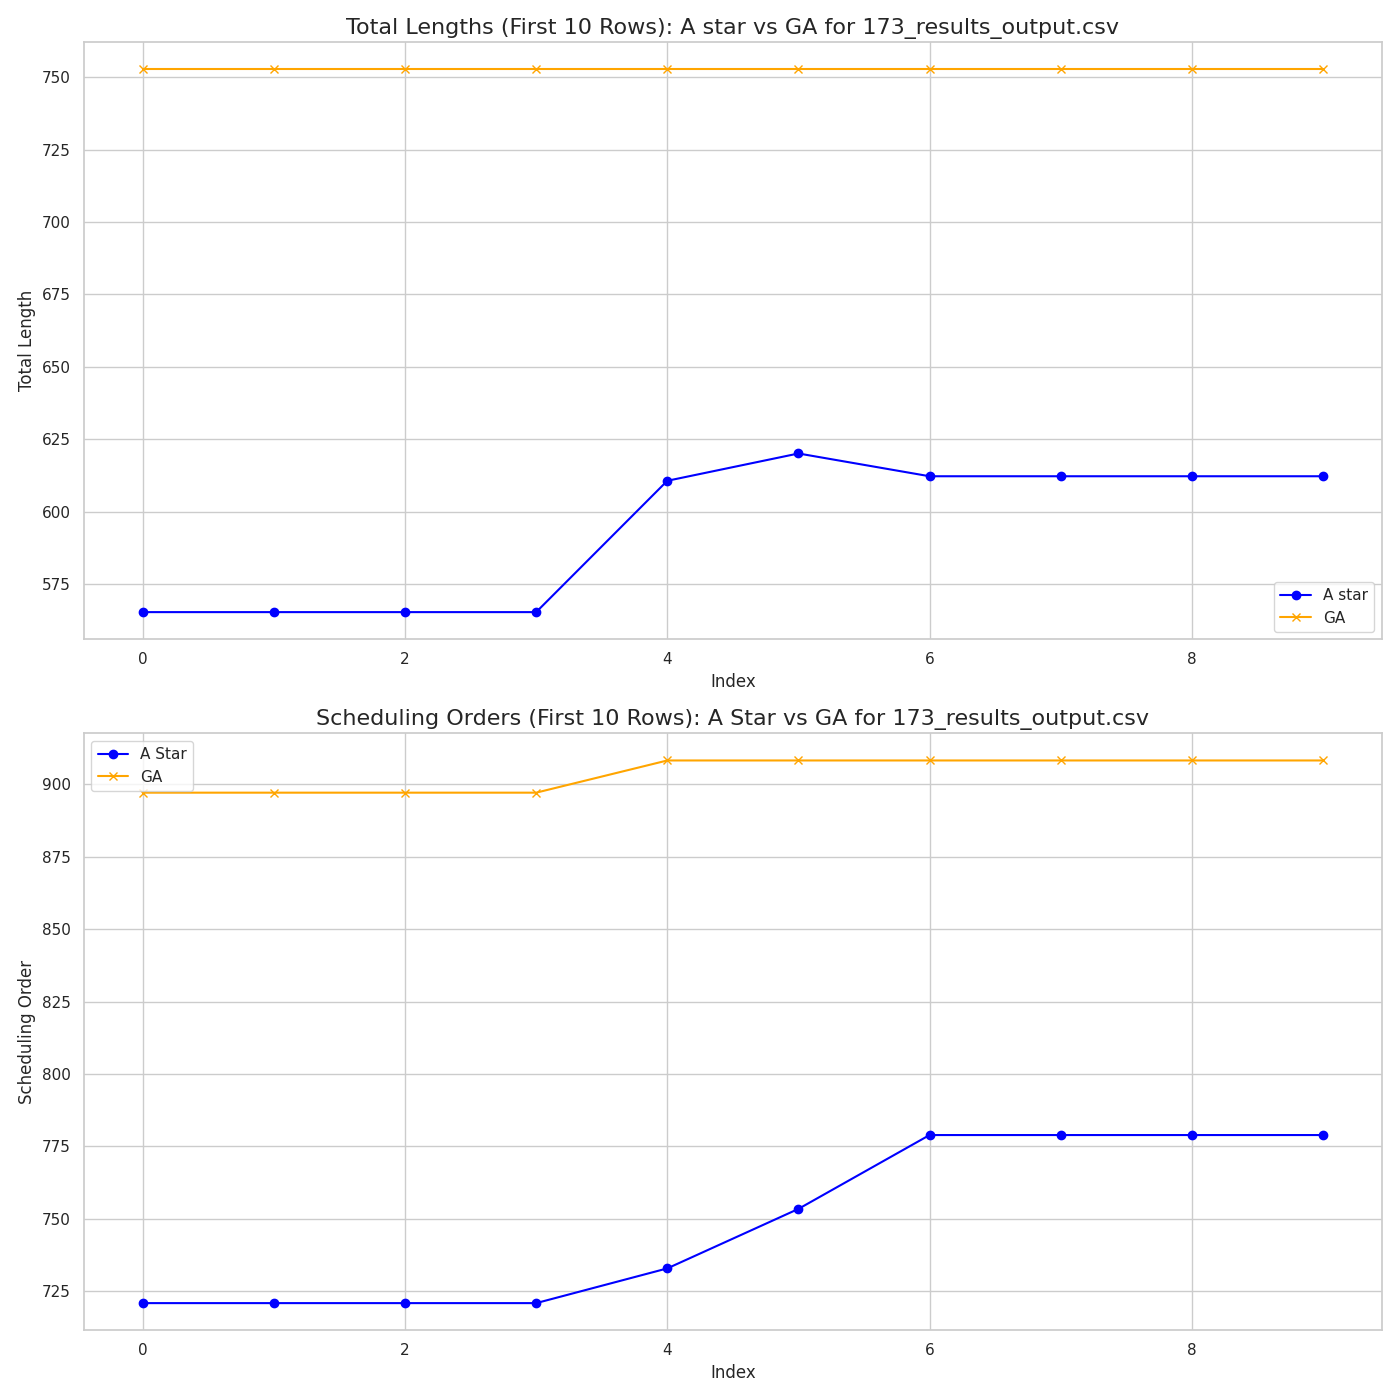 Total Lengths (First 10 Rows): A star vs GA for 173_results_output.csv
750
725
700
675
650
625
600
575
Total Length
A star
GA
0 2 4 6 8
Index
Scheduling Orders (First 10 Rows): A Star vs GA for 173_results_output.csv
A Star
GA
900
875
850
825
800
775
750
725
Scheduling Order
0 2 4 6 8
Index